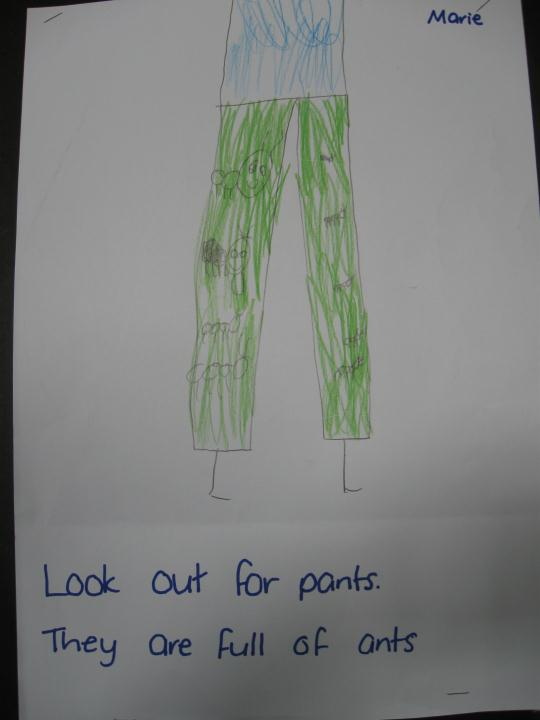 Marie
Look out for pants.
They are full of ants